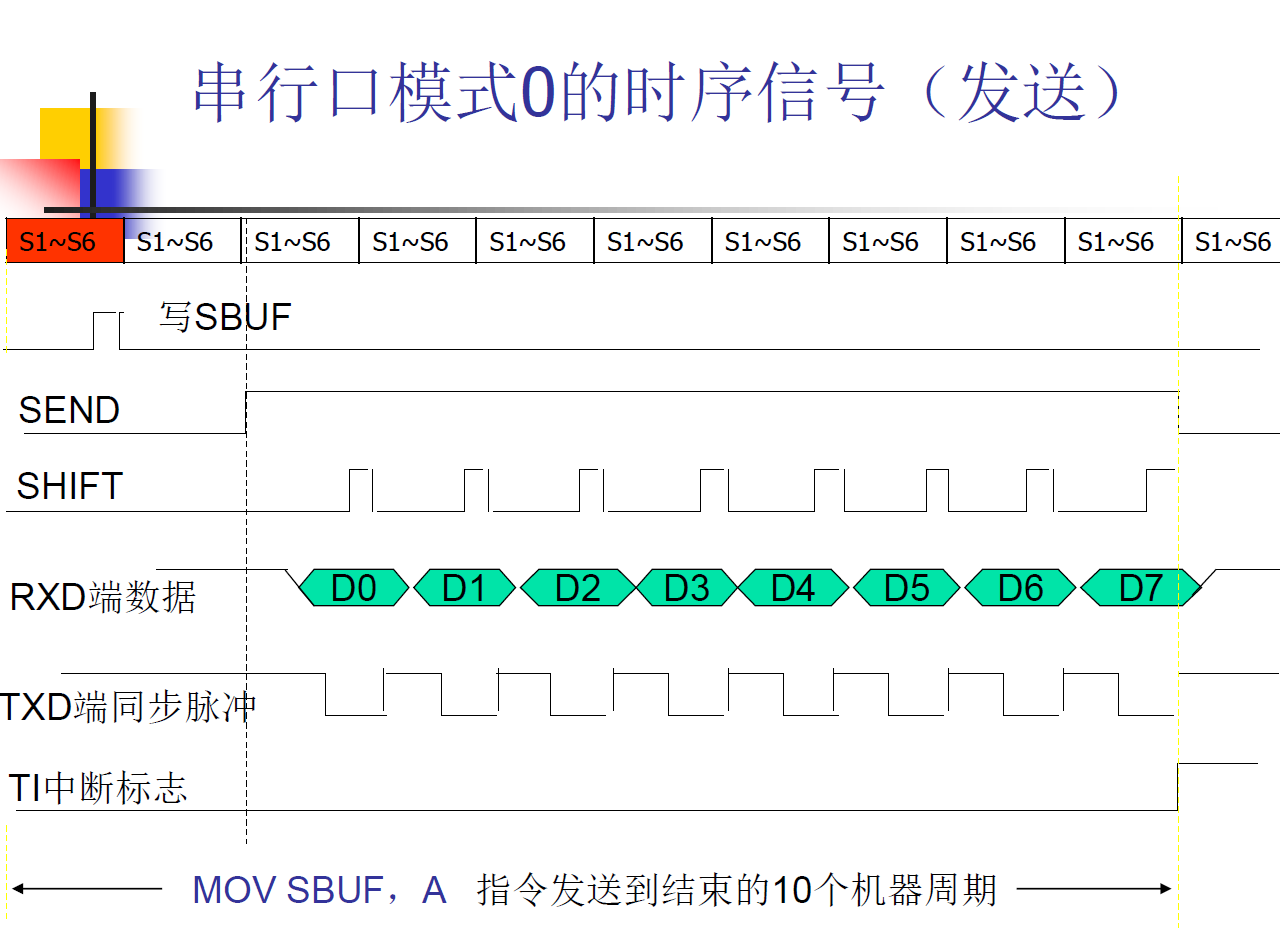 串行口模式0的时序信号（发送）
S1~S6 S1~S6 S1~S6 S1~S6 S1~S6 S1~S6 S1~S6 S1~S6 S1~S6 S1~S6 S1~S6
写SBUF
SEND
SHIFT
RXD端数据 D0 D1 D2 D3 D4 D5 D6 D7
TXD端同步脉冲
TI中断标志
MOV SBUF，A 指令发送到结束的10个机器周期